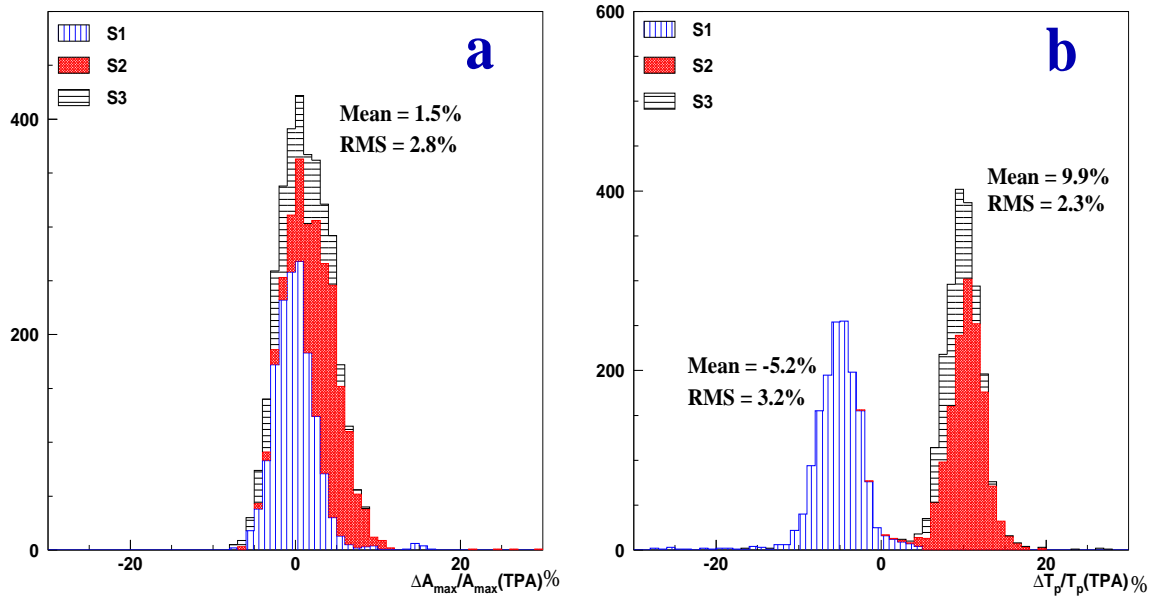 a
S1
S2
S3
Mean = 1.5%
RMS = 2.8%
400
200
0
-20
0
20
ΔA_max/A_max(TPA)%
b
600
S1
S2
S3
Mean = 9.9%
RMS = 2.3%
Mean = -5.2%
RMS = 3.2%
400
200
0
-20
0
20
ΔT_p/T_p(TPA)%